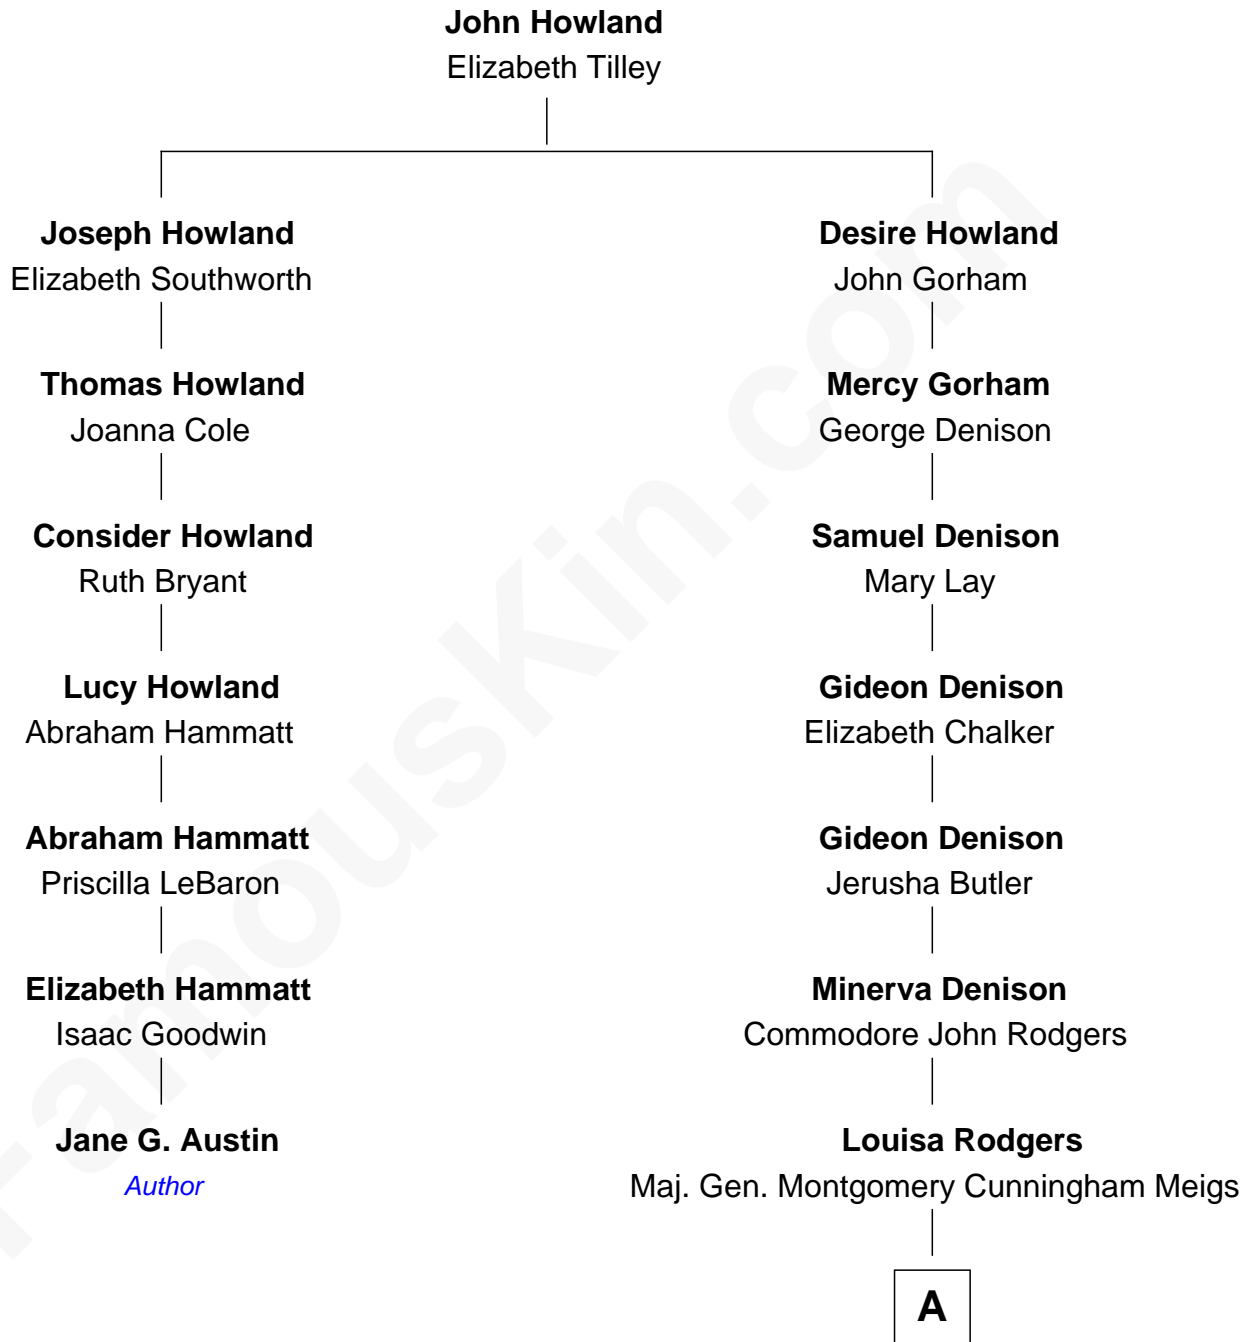 John Howland
Elizabeth Tilley
Joseph Howland
Elizabeth Southworth
Desire Howland
John Gorham
Thomas Howland
Joanna Cole
Mercy Gorham
George Denison
Consider Howland
Ruth Bryant
Samuel Denison
Mary Lay
Lucy Howland
Abraham Hammatt
Gideon Denison
Elizabeth Chalker
Abraham Hammatt
Priscilla LeBaron
Gideon Denison
Jerusha Butler
Elizabeth Hammatt
Isaac Goodwin
Minerva Denison
Commodore John Rodgers
Jane G. Austin
Author
Louisa Rodgers
Maj. Gen. Montgomery Cunningham Meigs
A
FamousKin.com